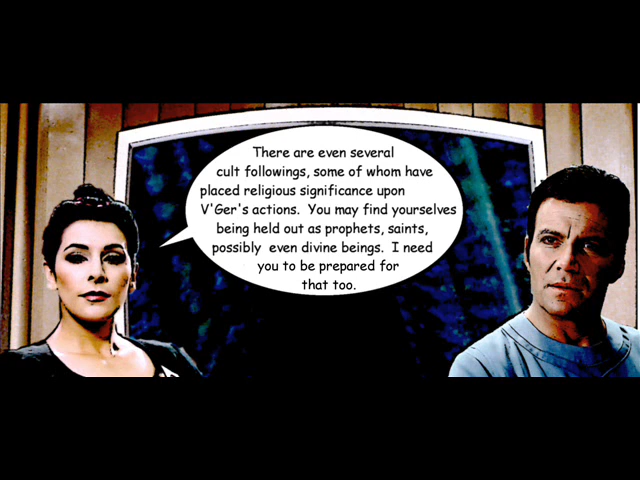 There are even several
cult followings, some of whom have
placed religious significance upon
V'Ger's actions.  You may find yourselves
being held out as prophets, saints,
possibly  even divine beings.  I need
you to be prepared for
that too.